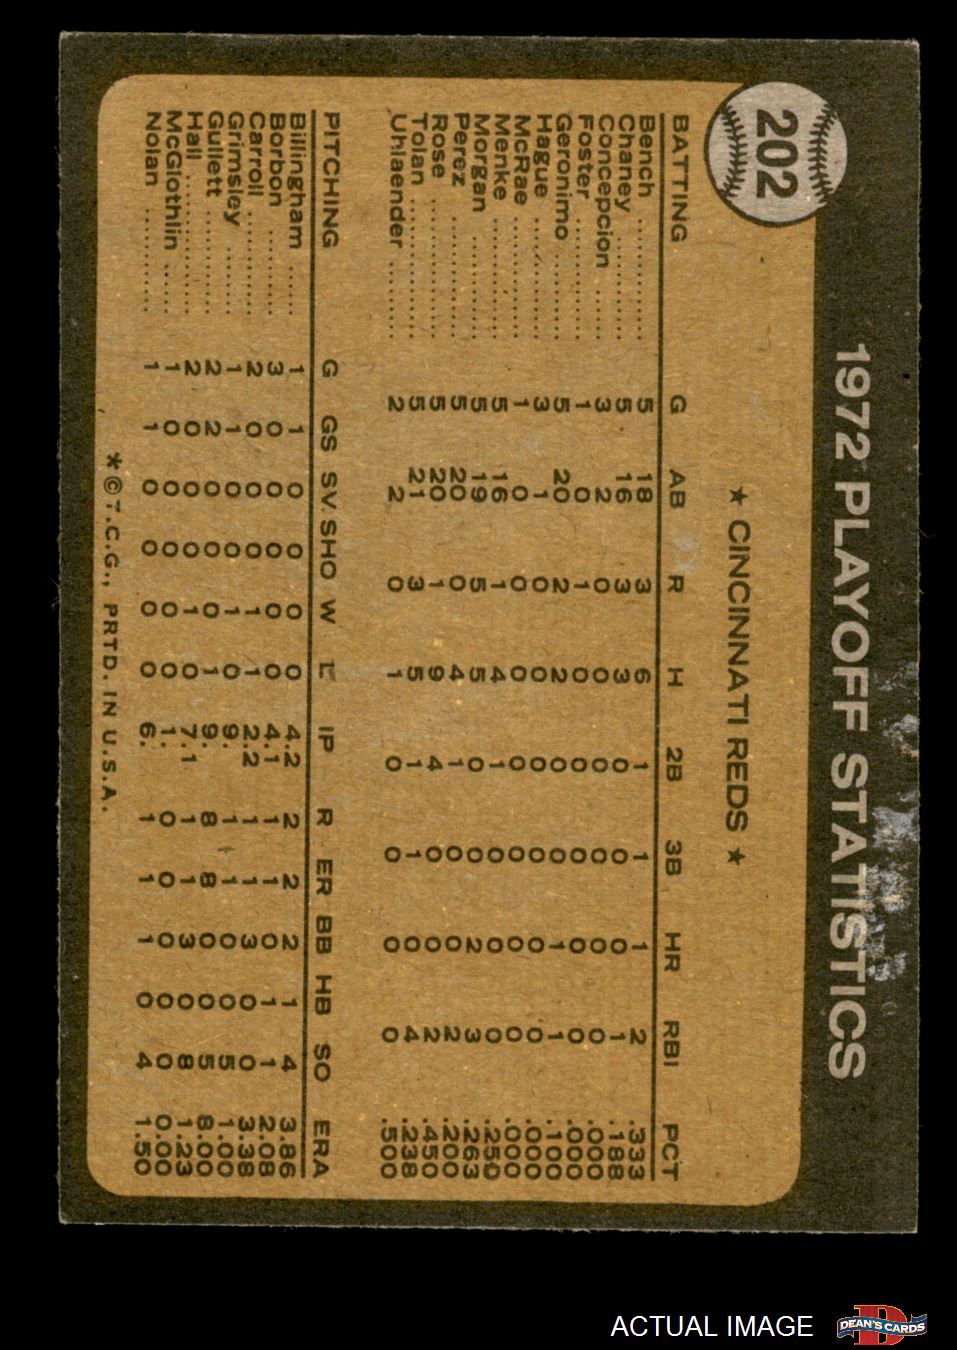 202
1972 PLAYOFF STATISTICS
★ CINCINNATI REDS ★
BATTING G AB R H 2B 3B HR RBI PCT
Bench ........ 5 18 3 6 1 1 1 2 .333
Chaney ........ 5 16 3 3 0 0 0 1 .188
Concepcion ..... 3 2 0 0 0 0 0 0 .000
Foster ........ 1 0 1 0 0 0 0 0 .000
Geronimo ....... 5 20 2 2 0 0 1 1 .100
Hague ........ 3 1 0 0 0 0 0 0 .000
McRae ........ 1 0 0 0 0 0 0 0 .000
Menke ........ 5 16 1 4 1 0 0 0 .250
Morgan ........ 5 19 5 5 0 0 2 3 .263
Perez ........ 5 20 0 4 1 0 0 2 .200
Rose ........ 5 20 1 9 4 0 0 2 .450
Tolan ........ 5 21 3 5 1 1 0 4 .238
Uhlaender ....... 2 2 0 1 0 0 0 0 .500
PITCHING G GS SV SHO W L IP R ER BB HB SO ERA
Billingham ..... 1 1 0 0 0 0 4.2 2 2 2 1 4 3.86
Borbon ........ 3 0 0 0 0 0 4.1 1 1 0 1 1 2.08
Carroll ........ 2 0 0 0 1 1 2.2 1 1 3 0 0 3.38
Grimsley ....... 1 1 0 0 1 0 9. 1 1 0 0 5 1.00
Gullett ........ 2 2 0 0 0 1 9. 8 8 0 0 5 8.00
Hall ........ 2 0 0 0 1 0 7.1 1 1 3 0 8 1.23
McGlothlin ..... 1 0 0 0 0 0 1. 0 0 0 0 0 0.00
Nolan ........ 1 1 0 0 0 0 6. 1 1 1 0 4 1.50
*©T.C.G., PRTD. IN U.S.A.
ACTUAL IMAGE
D
DEAN'S CARDS